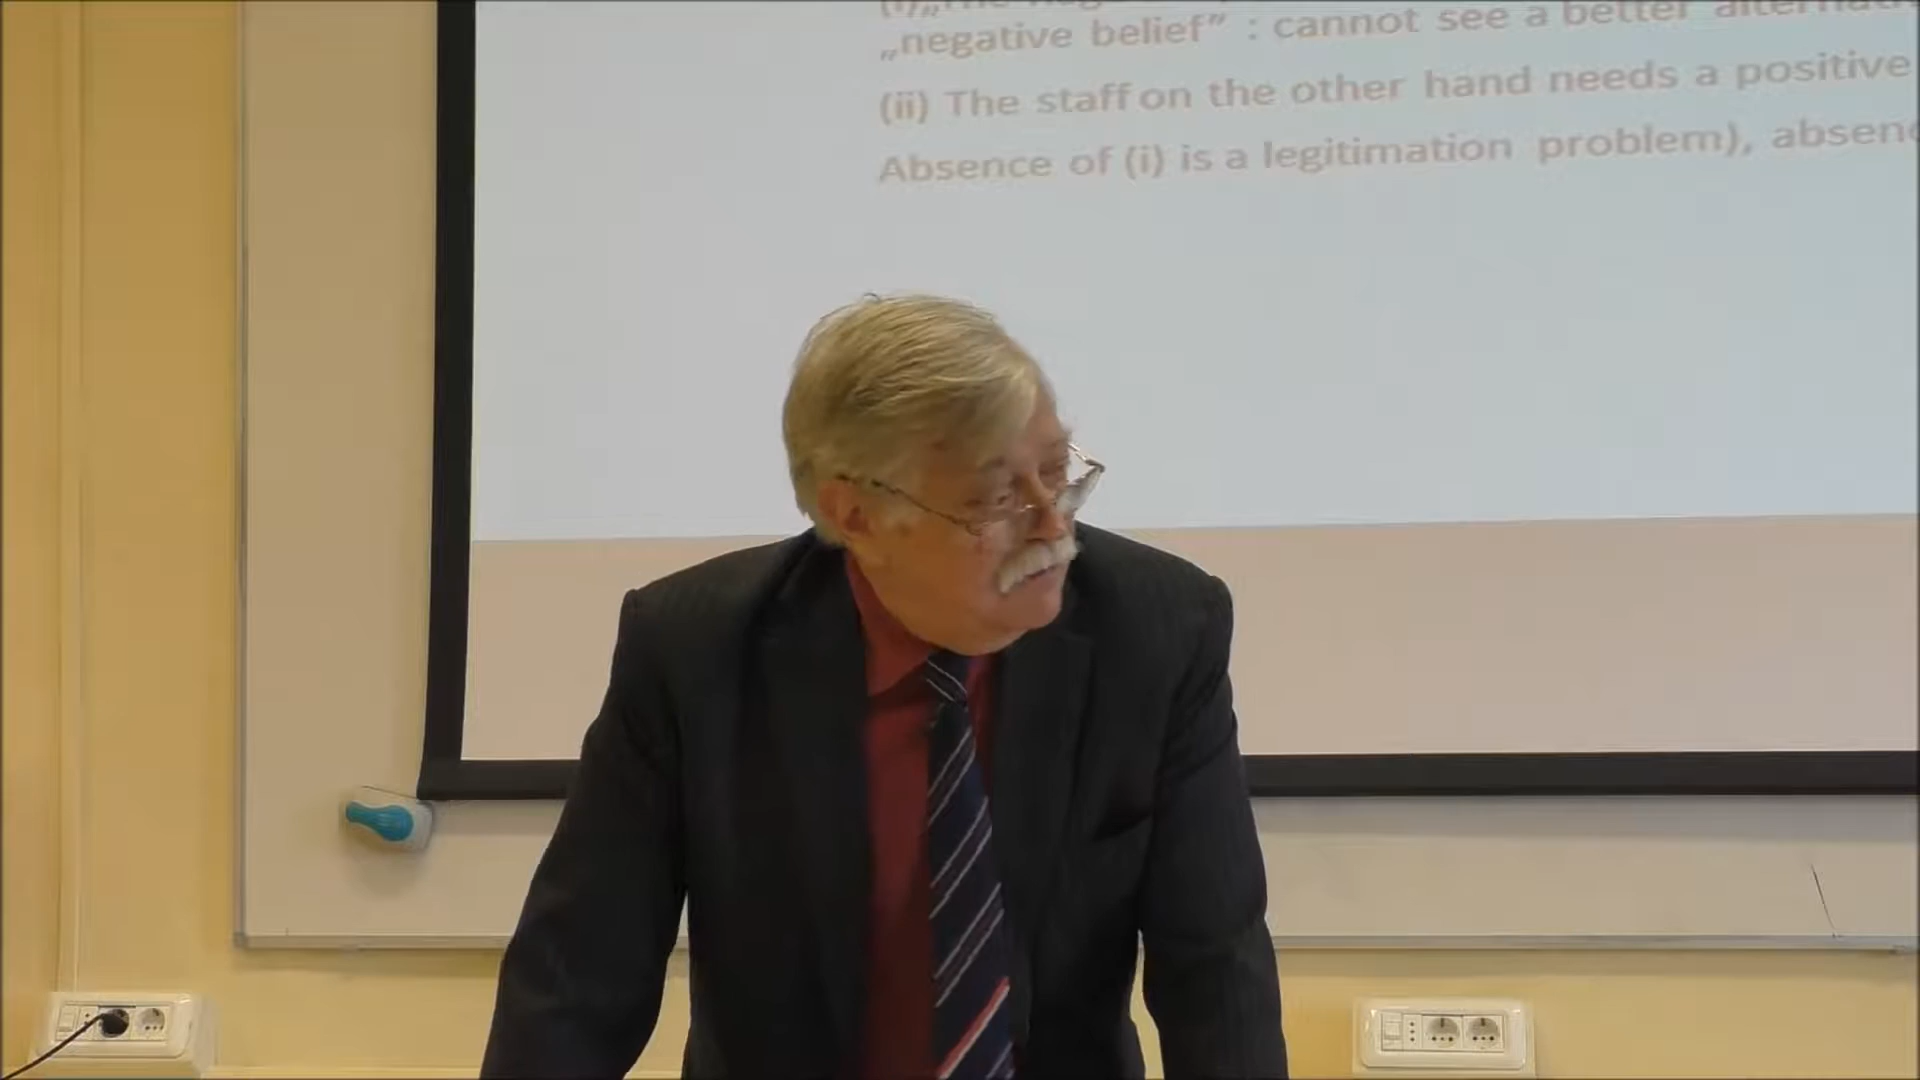 „negative belief” : cannot see a better
(ii) The staff on the other hand needs a positive
Absence of (i) is a legitimation problem),